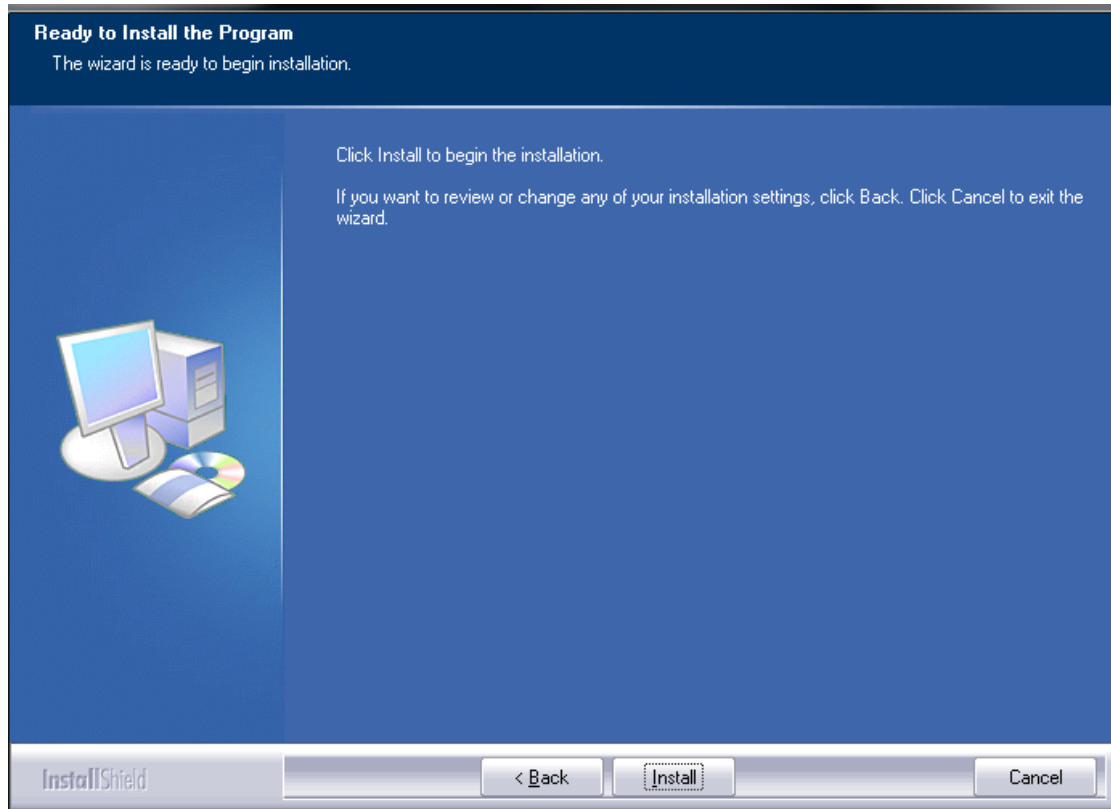 Ready to Install the Program
The wizard is ready to begin installation.
Click Install to begin the installation.
If you want to review or change any of your installation settings, click Back. Click Cancel to exit the
wizard.
InstallShield
< Back
Install
Cancel